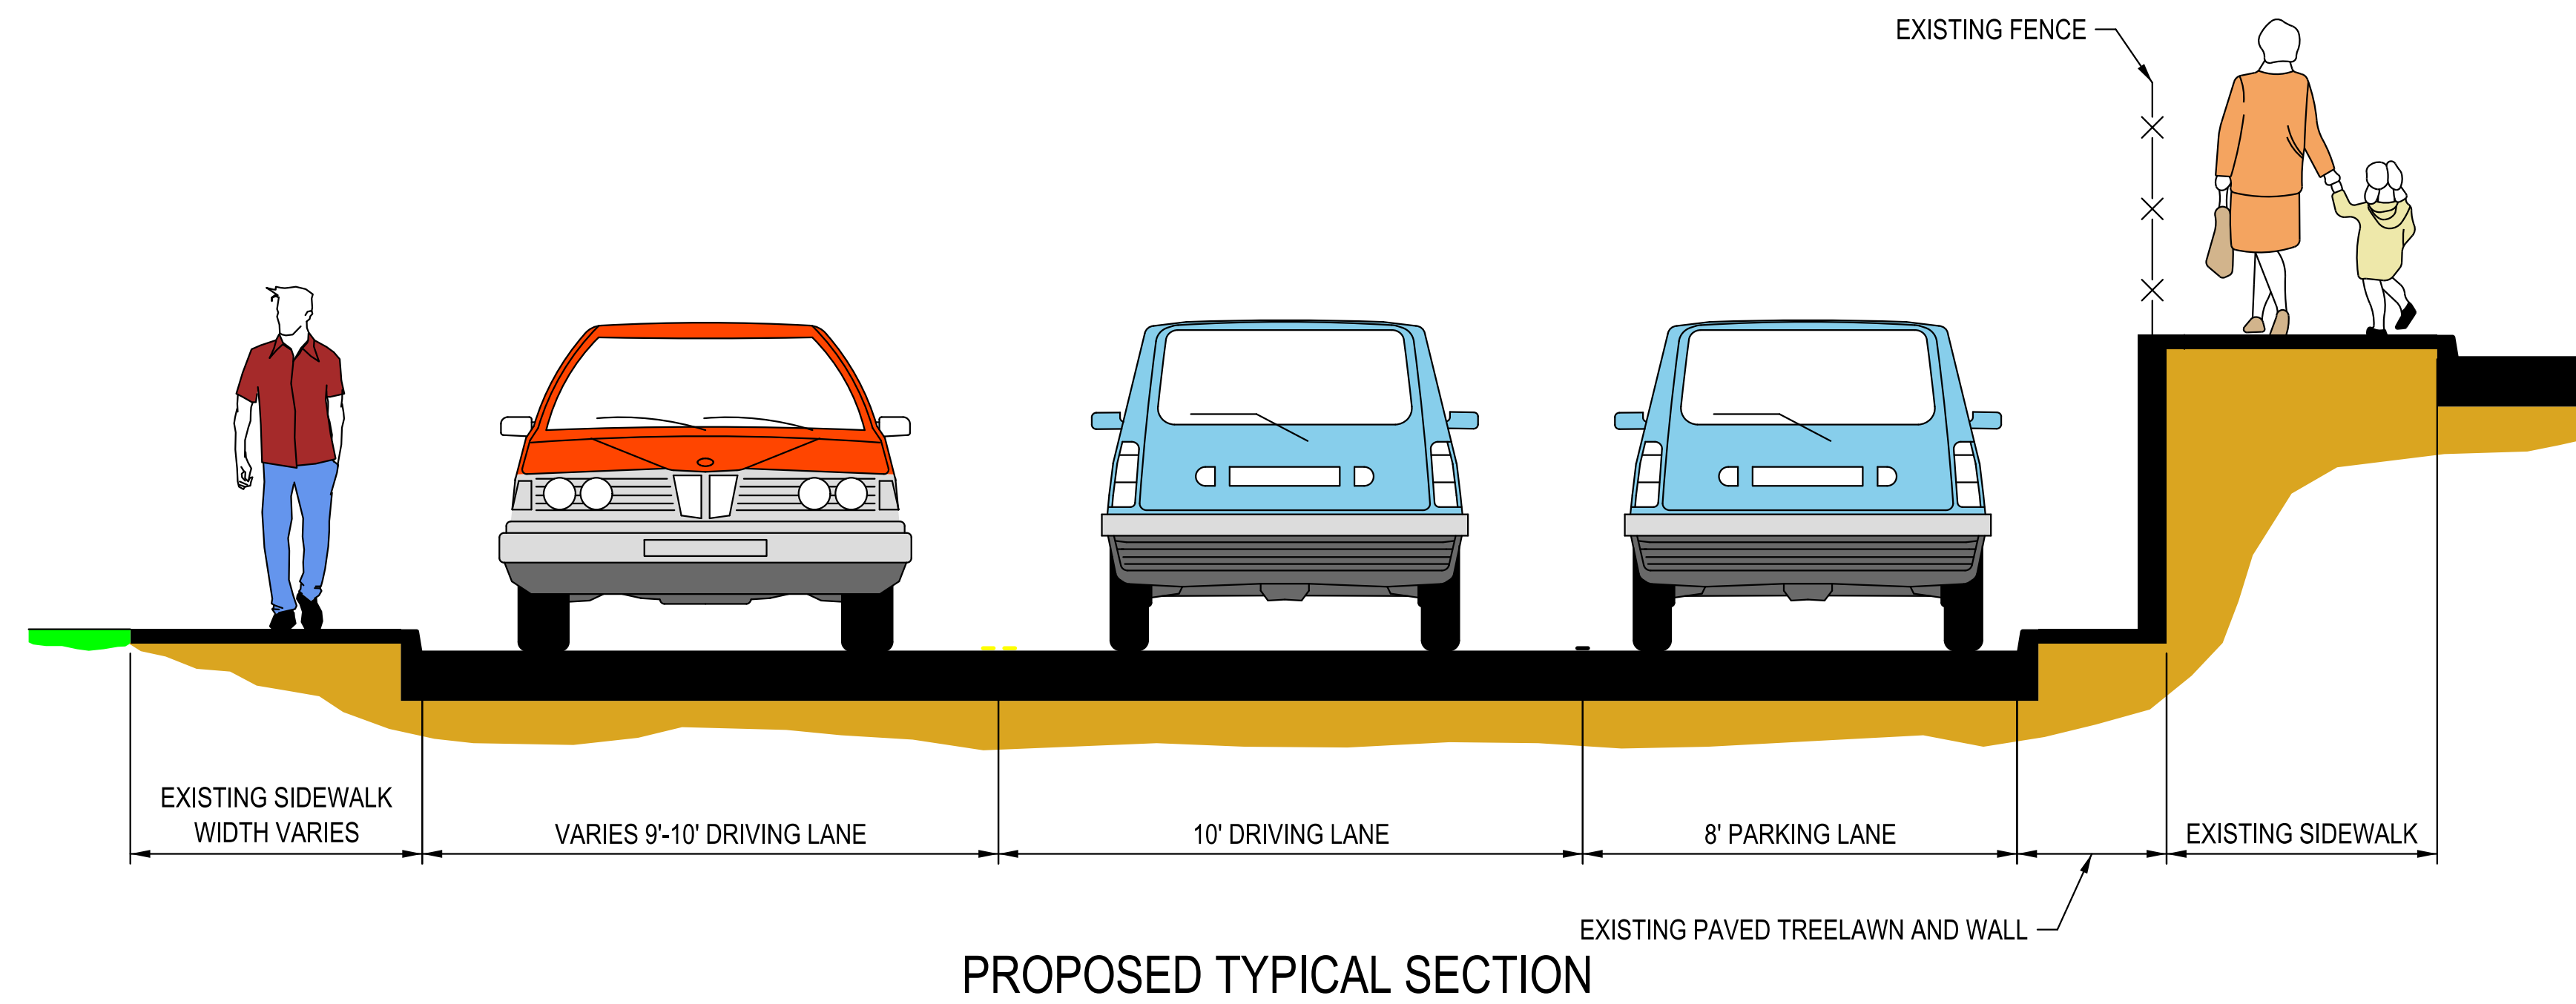 EXISTING FENCE
EXISTING SIDEWALK
WIDTH VARIES
VARIES 9'-10' DRIVING LANE
10' DRIVING LANE
8' PARKING LANE
EXISTING SIDEWALK
EXISTING PAVED TREELAWN AND WALL
PROPOSED TYPICAL SECTION